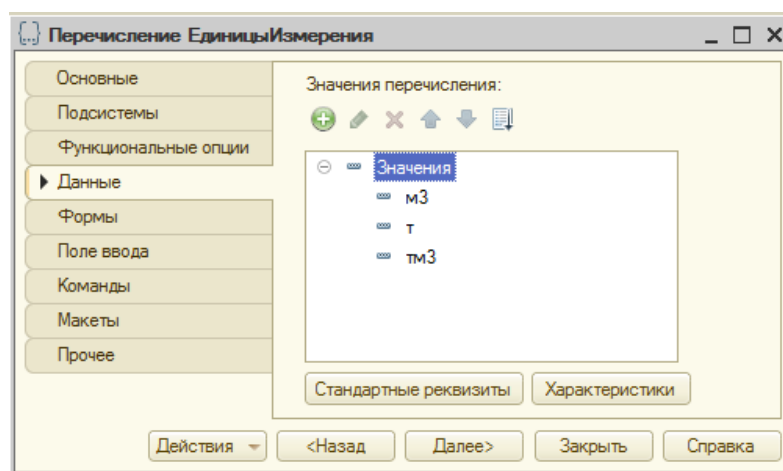 Перечисление ЕдиницыИзмерения
Основные
Подсистемы
Функциональные опции
Данные
Формы
Поле ввода
Команды
Макеты
Прочее
Значения перечисления:
Значения
м3
т
тм3
Стандартные реквизиты
Характеристики
Действия
<Назад
Далее>
Закрыть
Справка